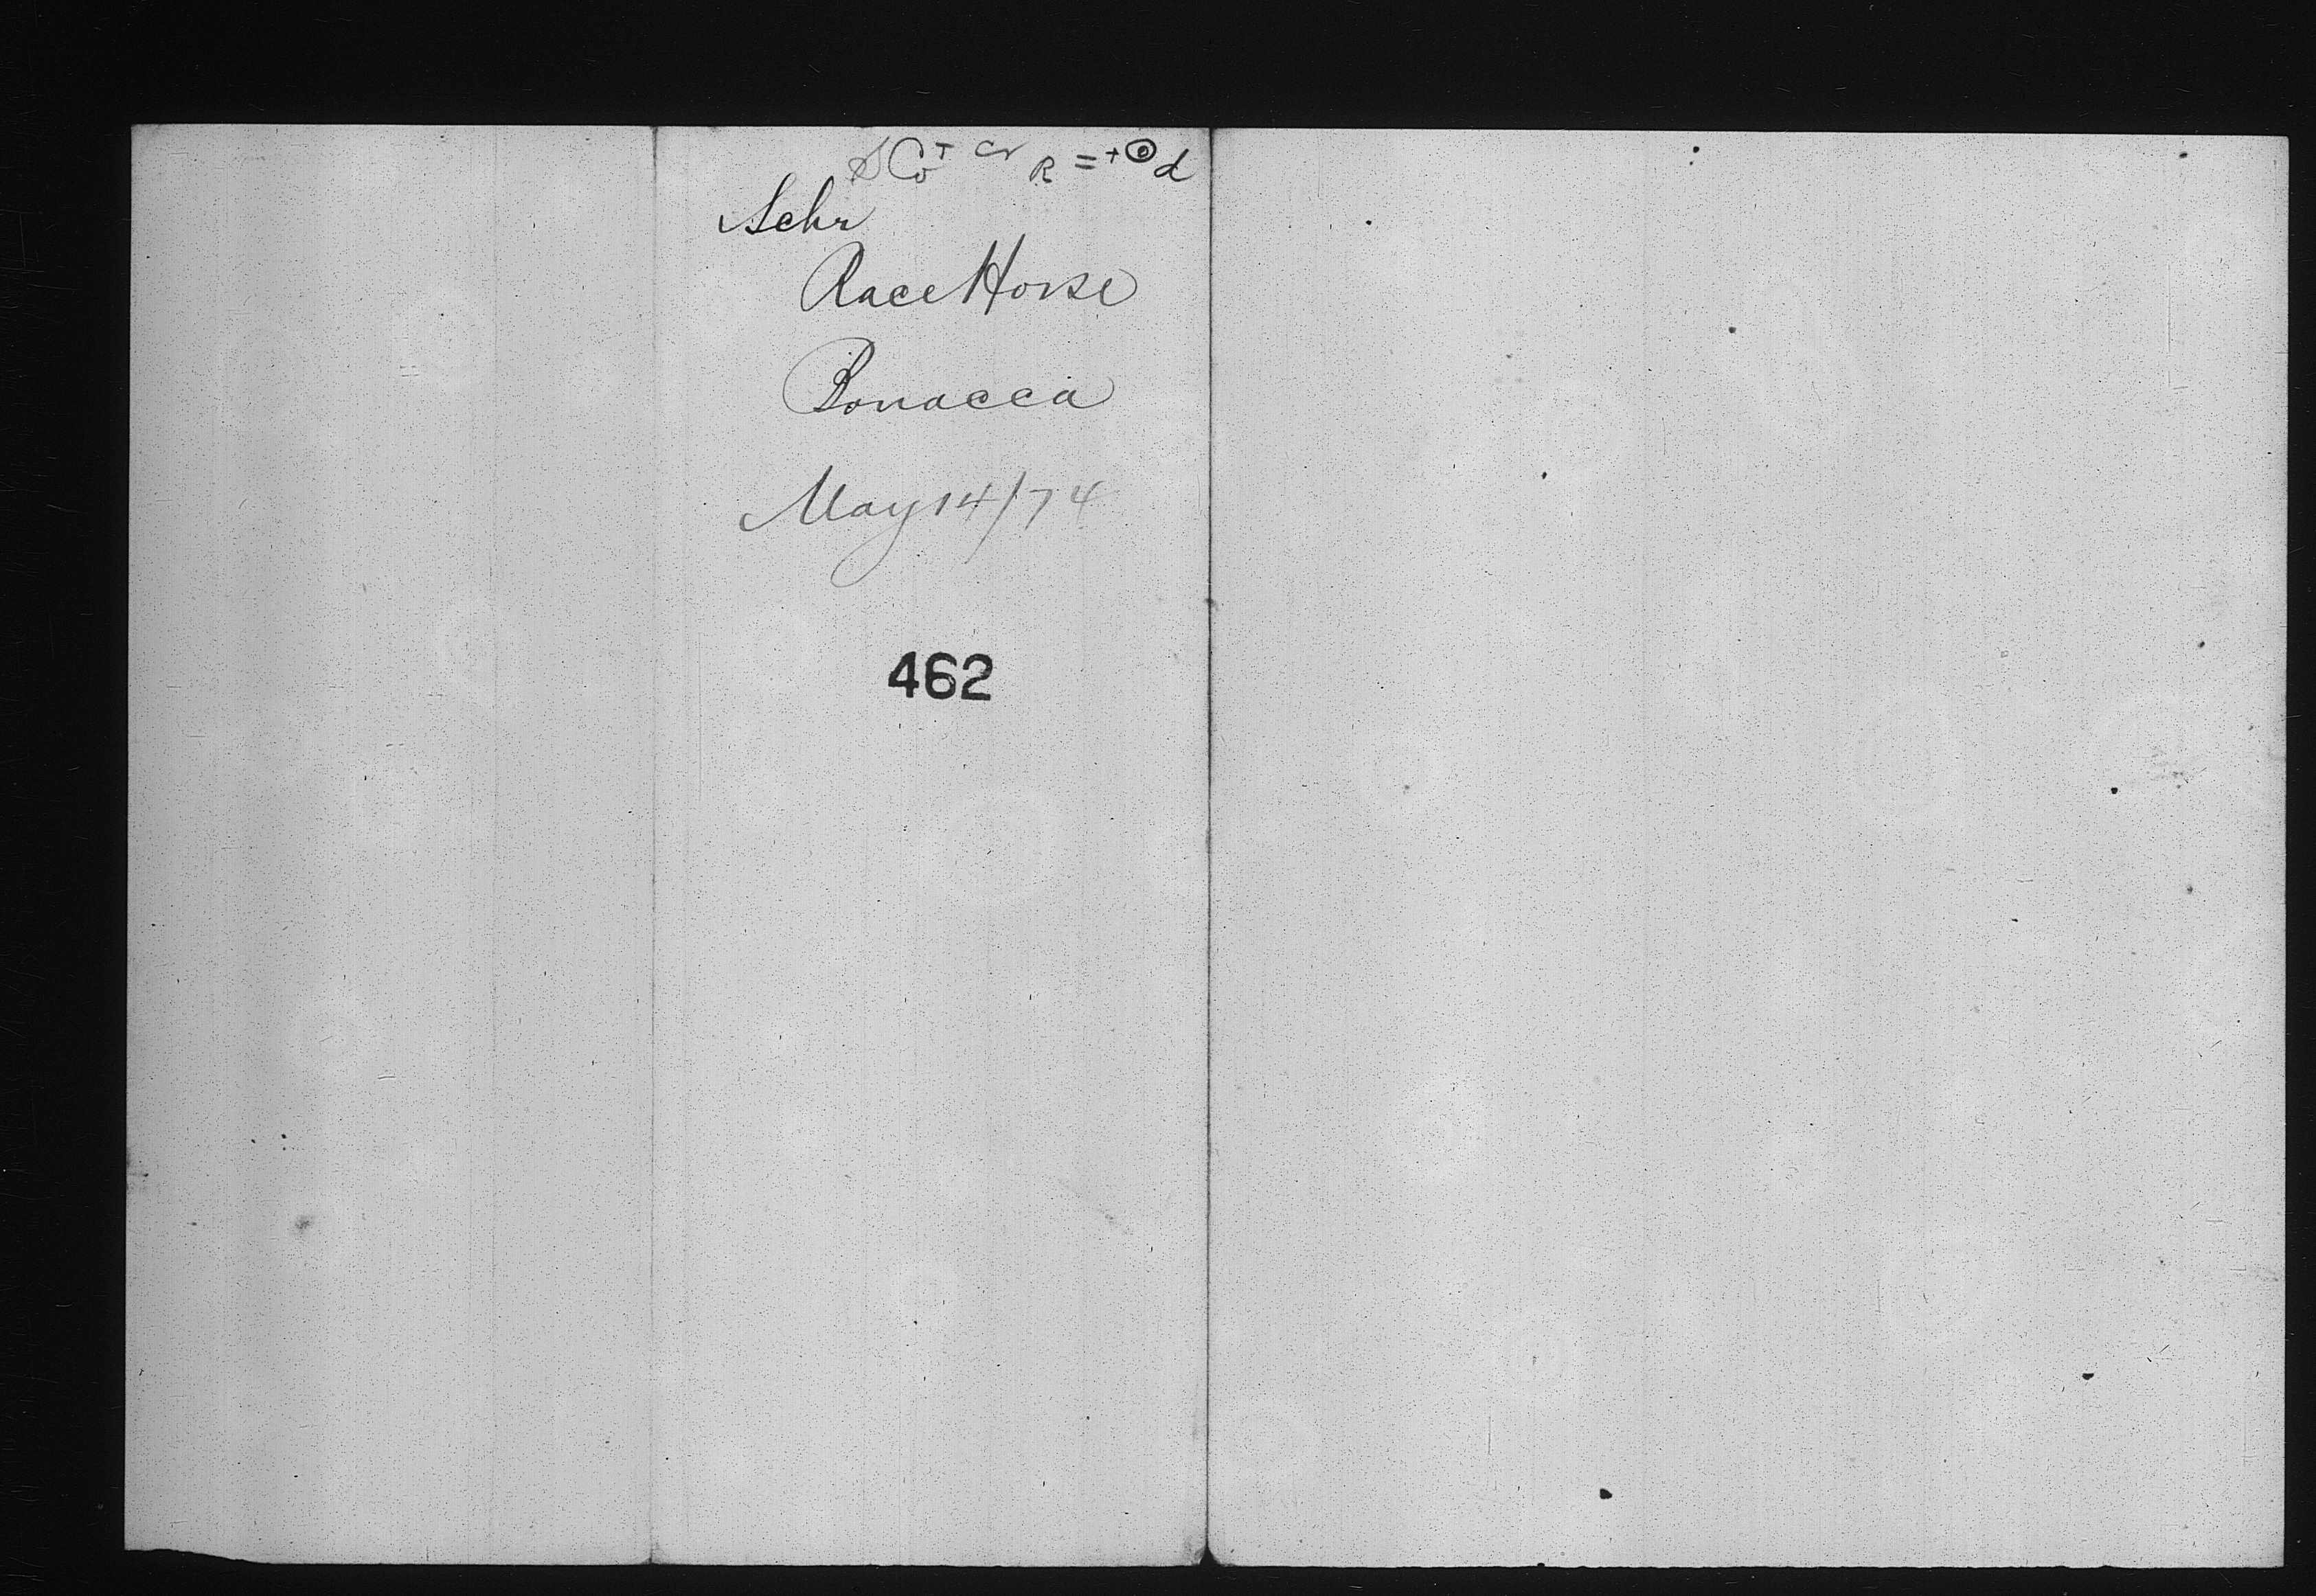 Schr
Race Horse
Bonacca
May 14/74
462